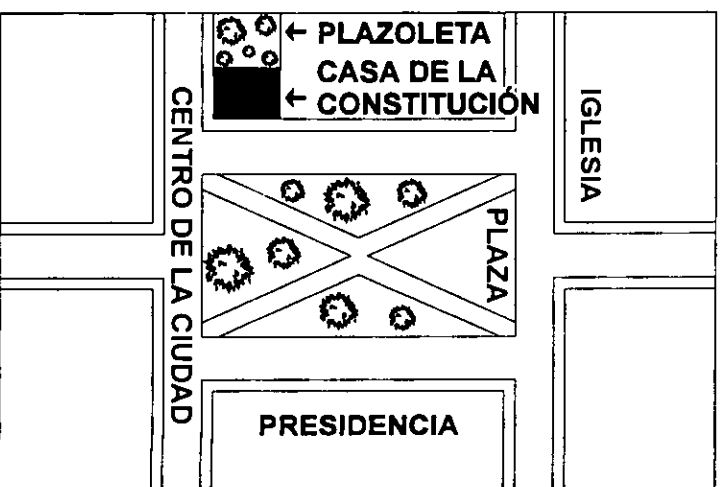 ← PLAZOLETA
CASA DE LA
← CONSTITUCIÓN
CENTRO DE LA CIUDAD
IGLESIA
PLAZA
PRESIDENCIA